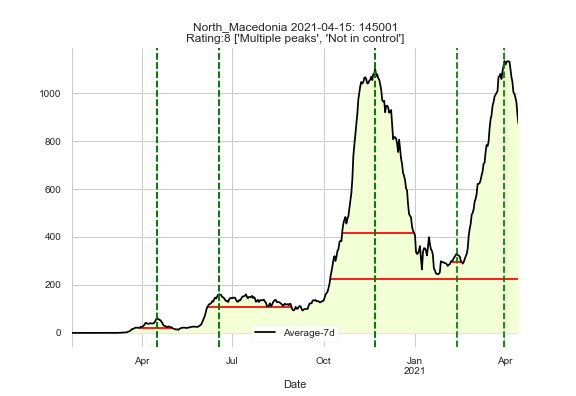 North_Macedonia 2021-04-15: 145001
Rating:8 ['Multiple peaks', 'Not in control']
1000
800
600
400
200
0
Average-7d
Apr
Jul
Oct
Jan
2021
Apr
Date